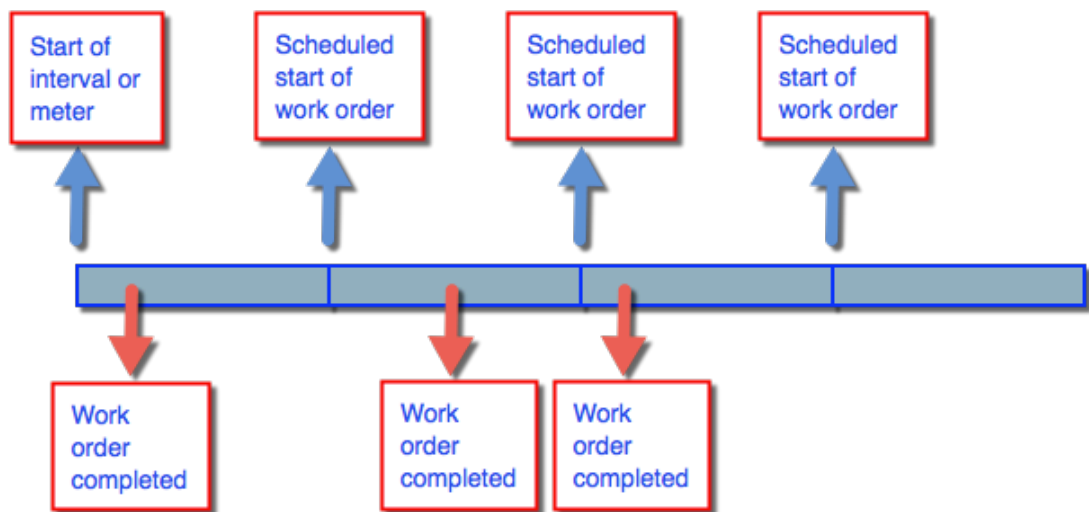 Start of
interval or
meter
Scheduled
start of
work order
Scheduled
start of
work order
Scheduled
start of
work order
Work
order
completed
Work
order
completed
Work
order
completed